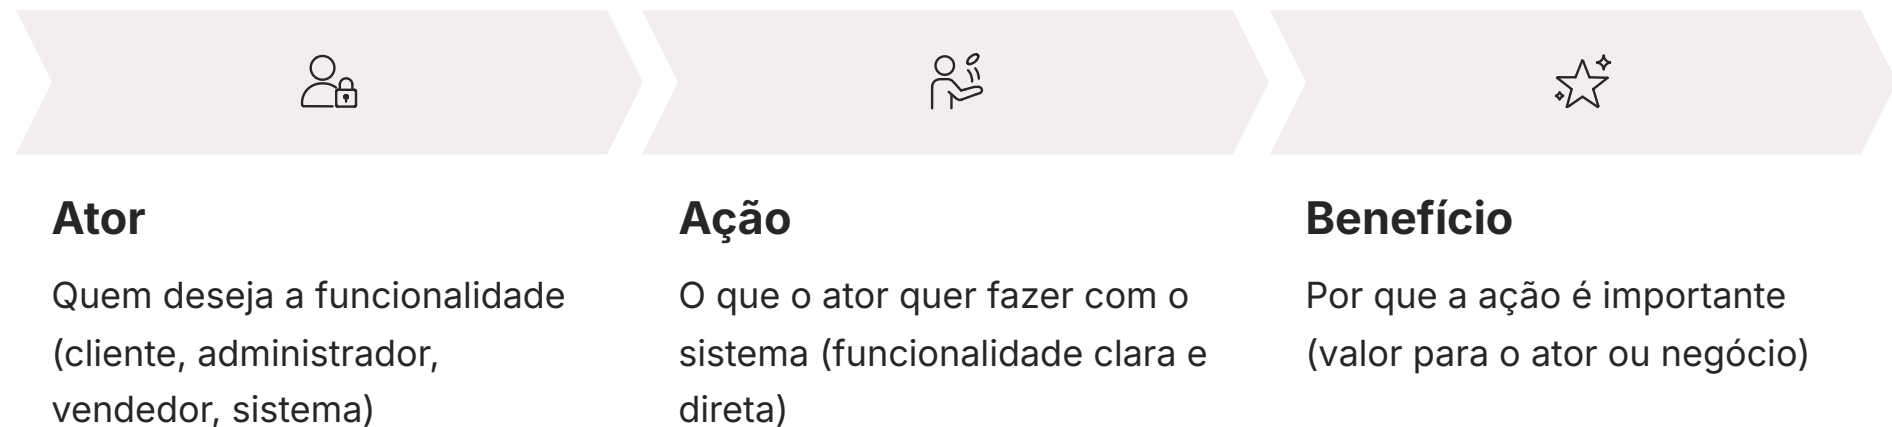 Ator
Quem deseja a funcionalidade
(cliente, administrador,
vendedor, sistema)
Ação
O que o ator quer fazer com o
sistema (funcionalidade clara e
direta)
Benefício
Por que a ação é importante
(valor para o ator ou negócio)